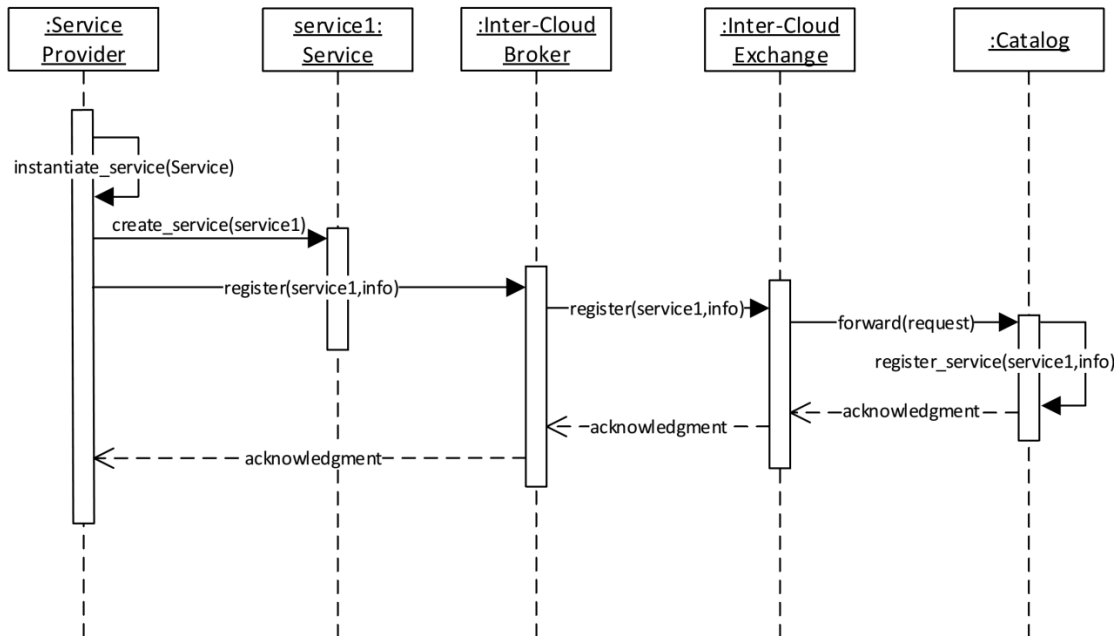 :Service
Provider
service1:
Service
:Inter-Cloud
Broker
:Inter-Cloud
Exchange
:Catalog
instantiate_service(Service)
create_service(service1)
register(service1,info)
register(service1,info)
forward(request)
register_service(service1,info)
acknowledgment
acknowledgment
acknowledgment